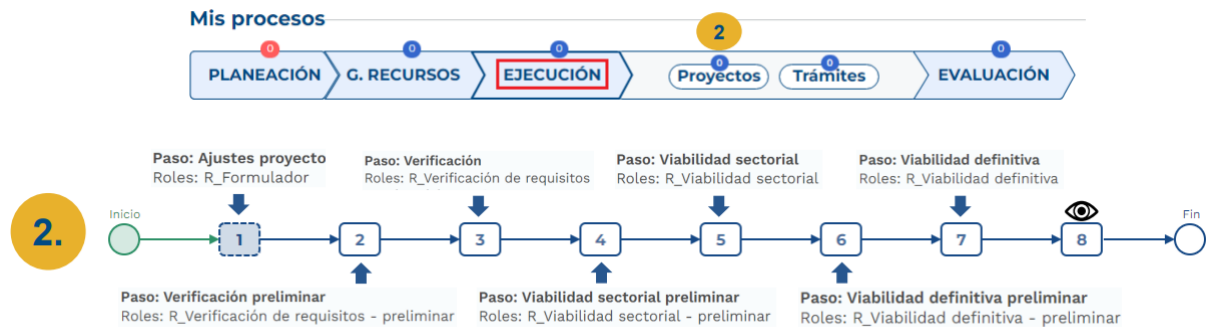 Mis procesos
2
0
0
0
0
0
0
PLANEACIÓN
G. RECURSOS
EJECUCIÓN
Proyectos
Trámites
EVALUACIÓN
Paso: Ajustes proyecto
Roles: R_Formulador
Paso: Verificación
Roles: R_Verificación de requisitos
Paso: Viabilidad sectorial
Roles: R_Viabilidad sectorial
Paso: Viabilidad definitiva
Roles: R_Viabilidad definitiva
2.
Inicio
1
2
3
4
5
6
7
8
Fin
Paso: Verificación preliminar
Roles: R_Verificación de requisitos - preliminar
Paso: Viabilidad sectorial preliminar
Roles: R_Viabilidad sectorial - preliminar
Paso: Viabilidad definitiva preliminar
Roles: R_Viabilidad definitiva - preliminar